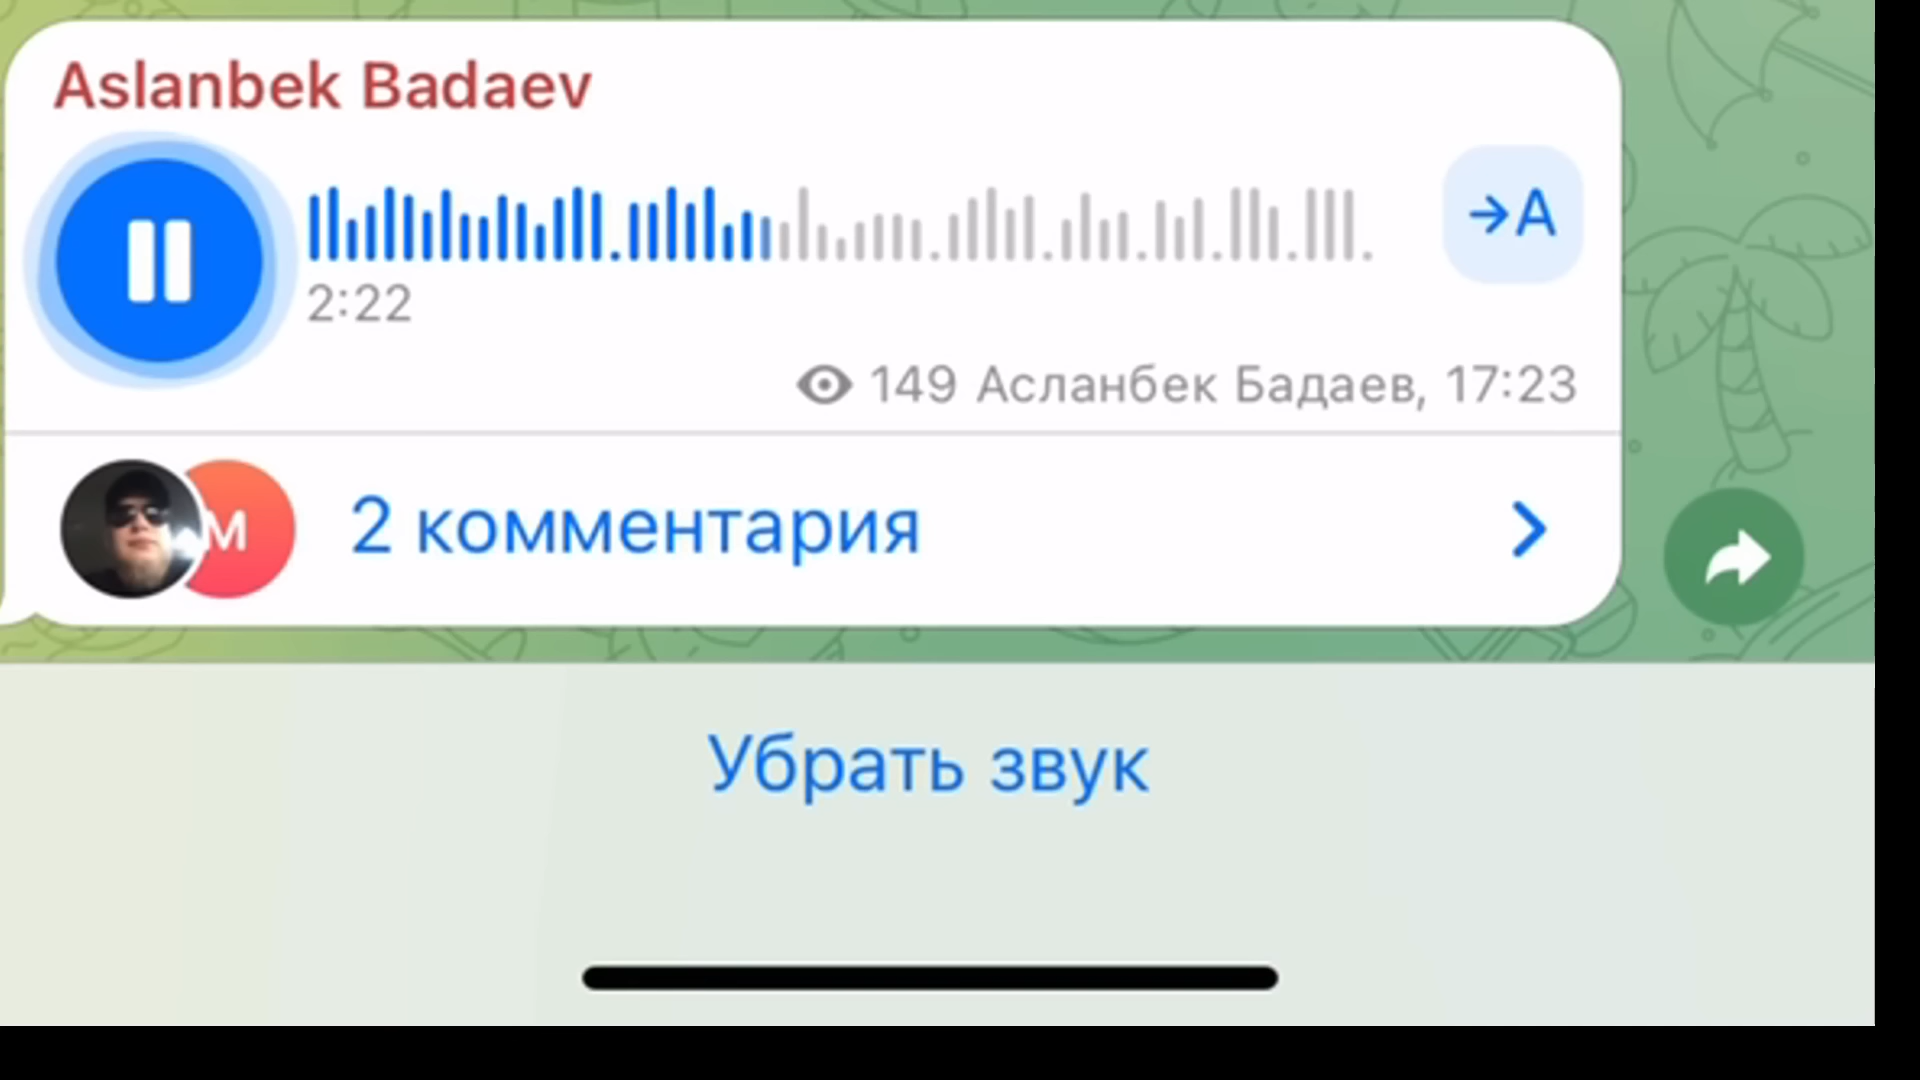 Aslanbek Badaev
→A
2:22
149 Асланбек Бадаев, 17:23
M 2 комментария
Убрать звук